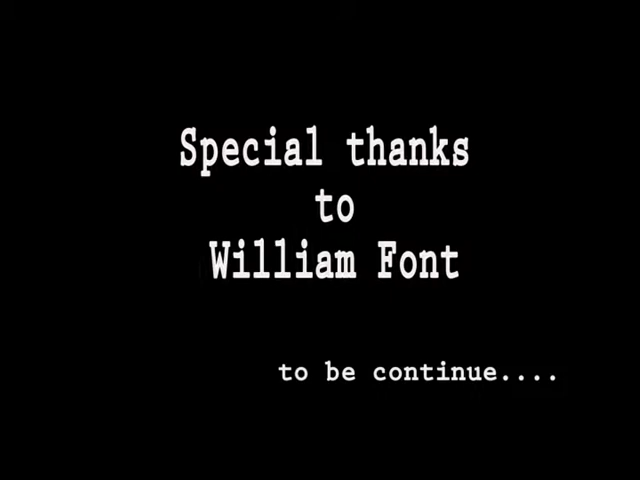 Special thanks
to
William Font
to be continue....